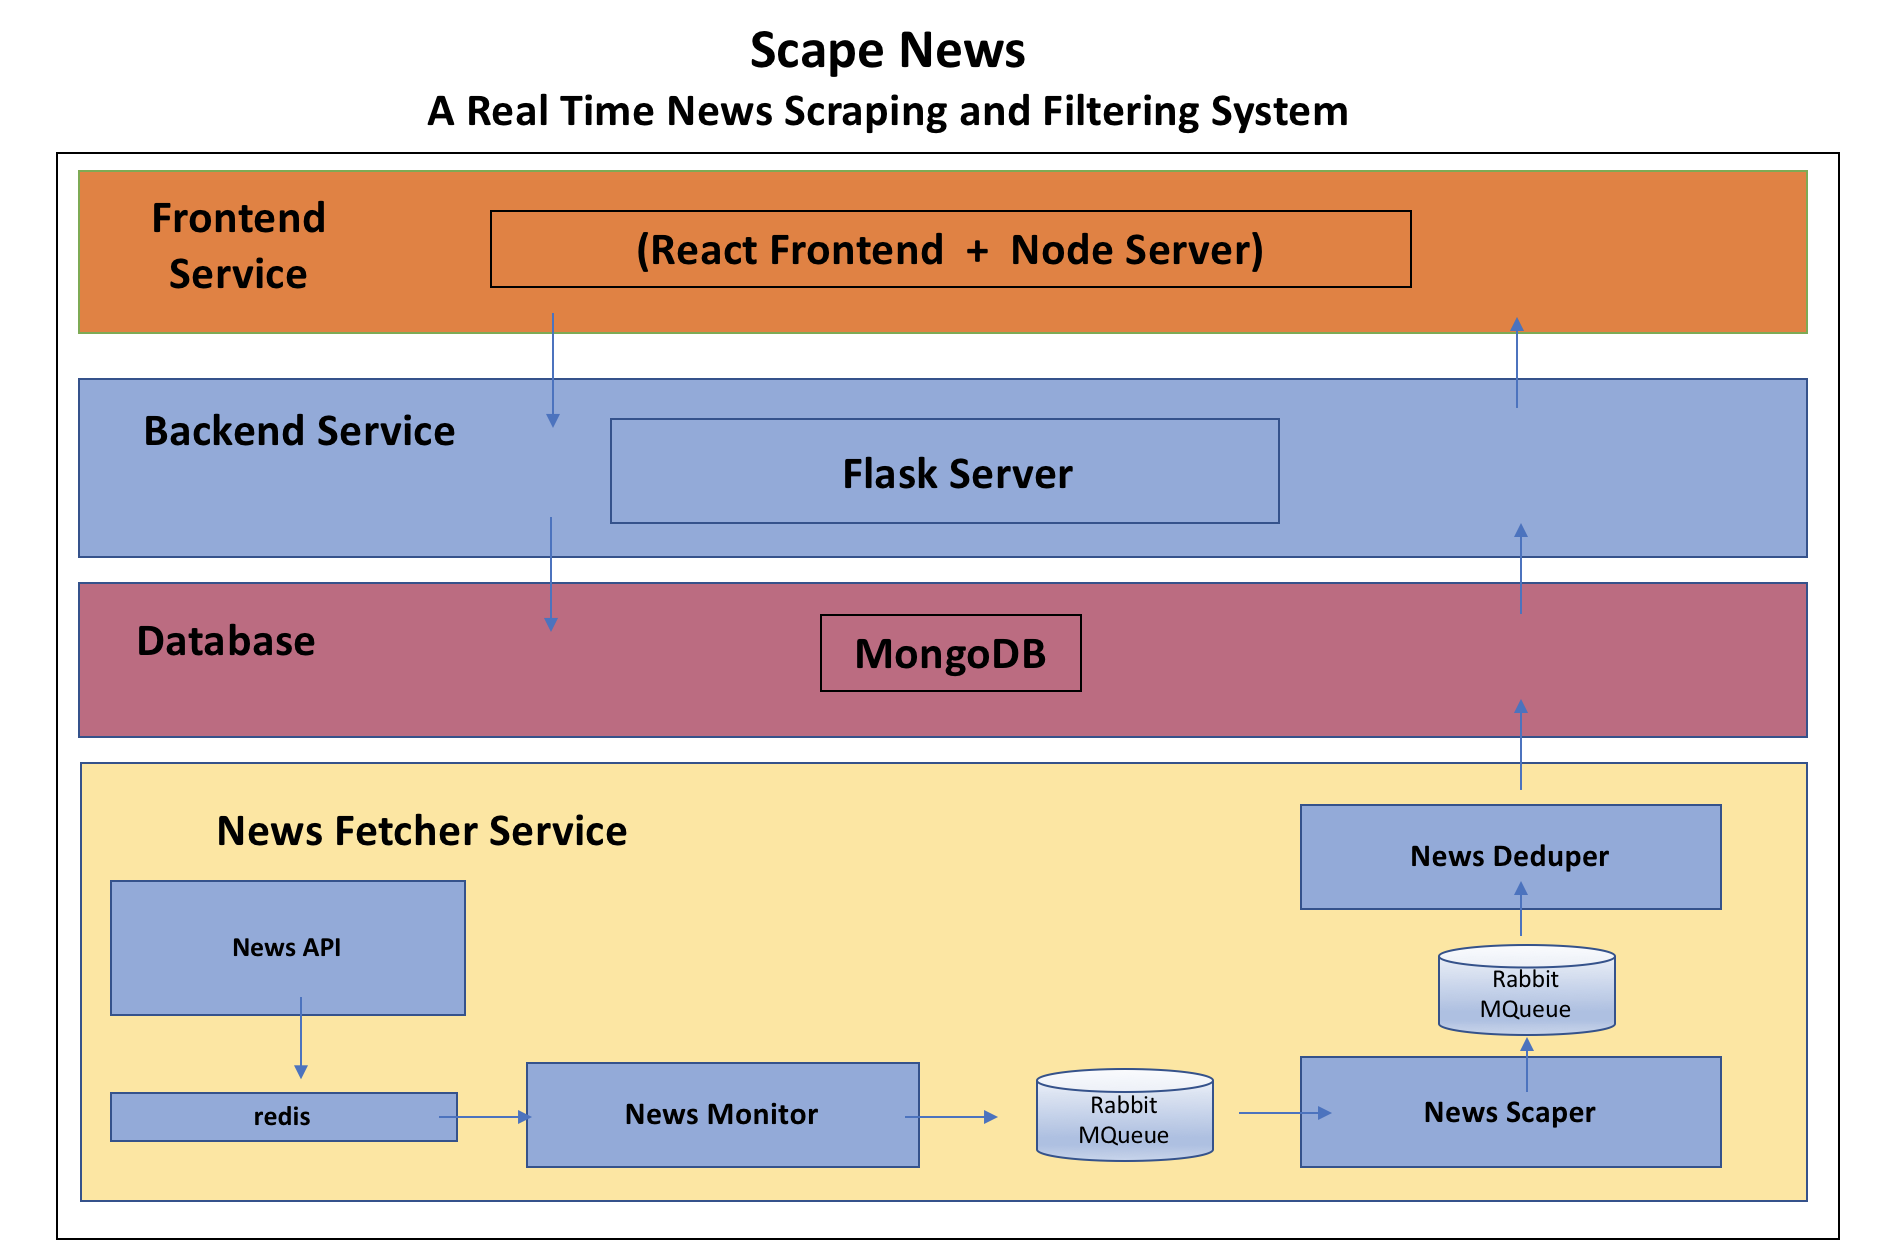 Scape News
A Real Time News Scraping and Filtering System
Frontend
Service
(React Frontend + Node Server)
Backend Service
Flask Server
Database
MongoDB
News Fetcher Service
News Deduper
News API
Rabbit
MQueue
redis
News Monitor
Rabbit
MQueue
News Scaper